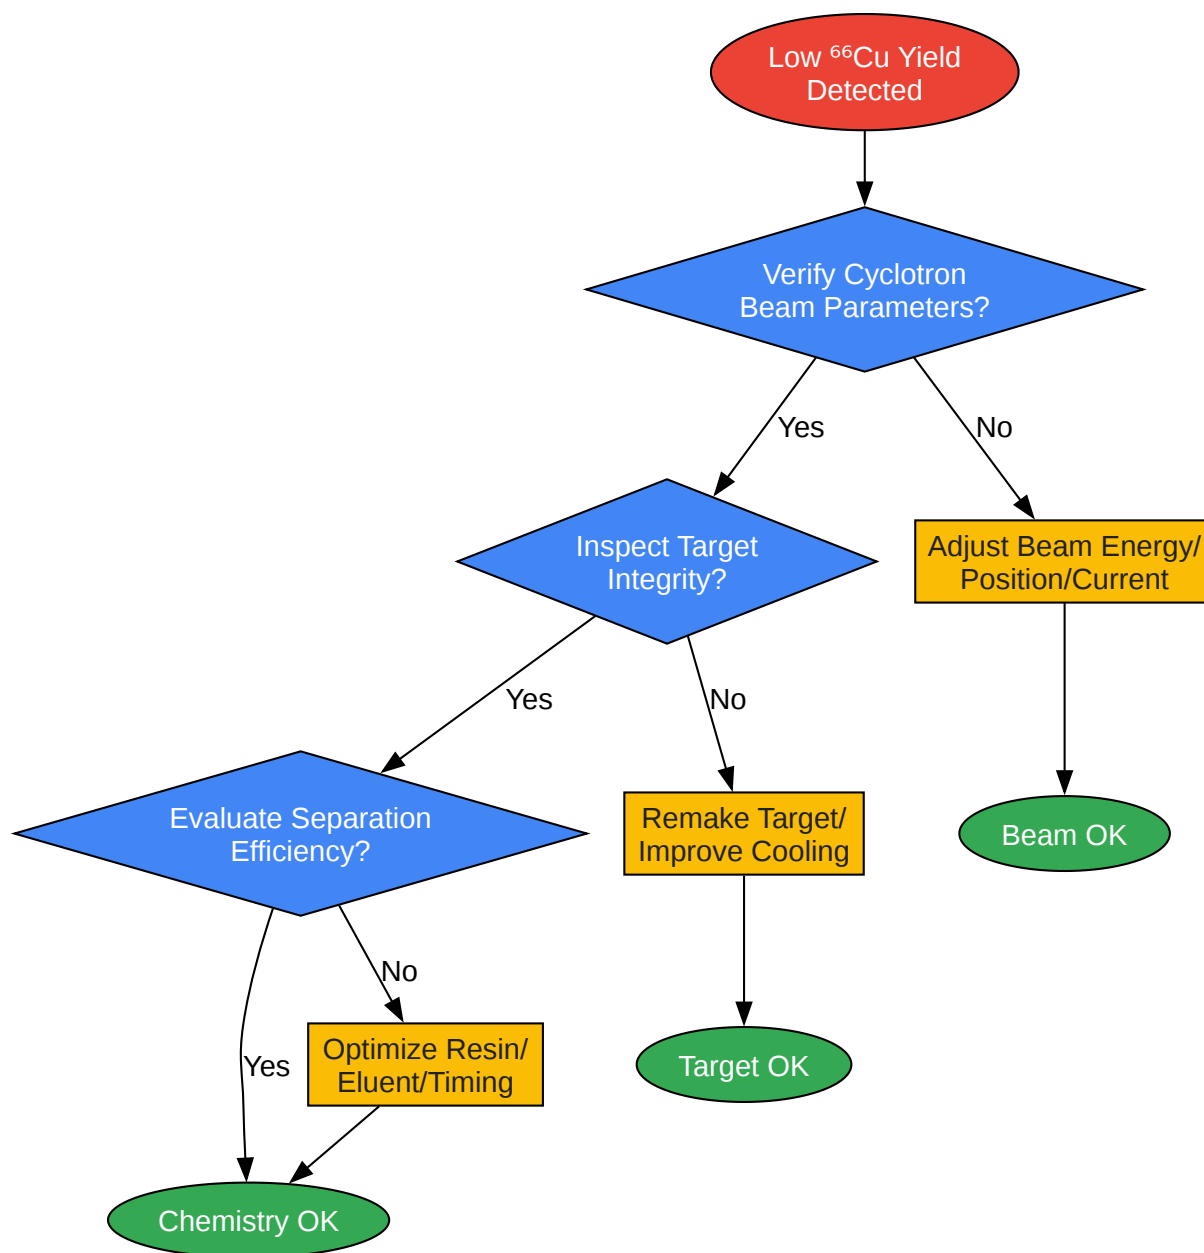 Low ⁶⁶Cu Yield
Detected
Verify Cyclotron
Beam Parameters?
Yes
No
Inspect Target
Integrity?
Adjust Beam Energy/
Position/Current
Yes
No
Evaluate Separation
Efficiency?
Remake Target/
Improve Cooling
Beam OK
No
Yes
Optimize Resin/
Eluent/Timing
Target OK
Chemistry OK